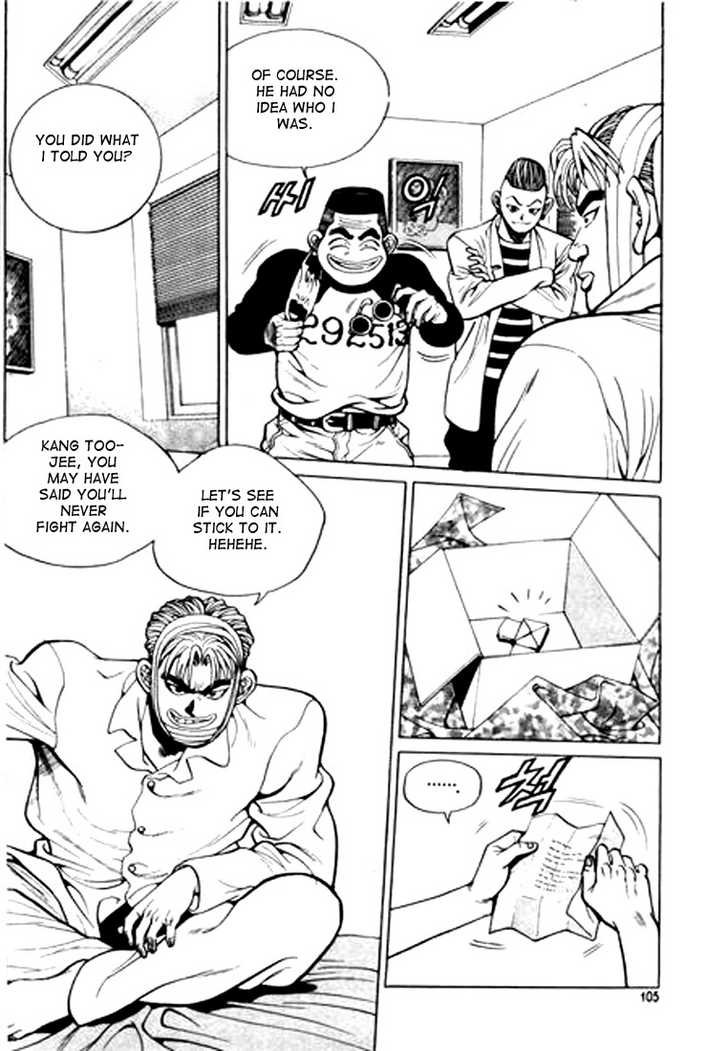 YOU DID WHAT
I TOLD YOU?
OF COURSE.
HE HAD NO
IDEA WHO I
WAS.
292513
KANG TOO-
JEE, YOU
MAY HAVE
SAID YOU'LL
NEVER
FIGHT AGAIN.
LET'S SEE
IF YOU CAN
STICK TO IT.
HEHEHE.
.......
105